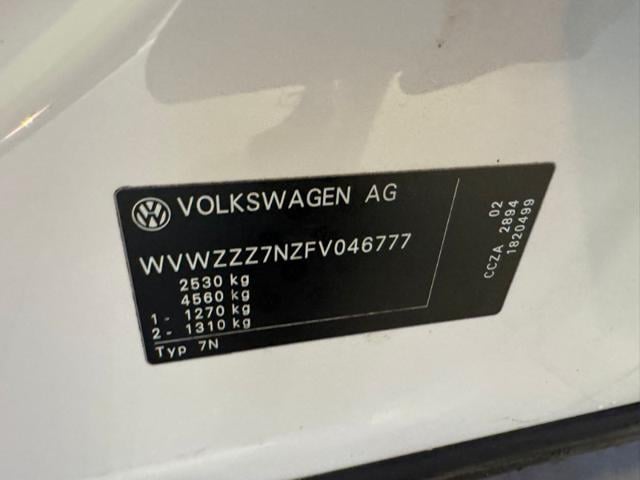 VOLKSWAGEN AG
WVWZZZ7NZFV046777
2530 kg
4560 kg
1- 1270 kg
2- 1310 kg
Typ 7N
02
CCZA 2894
1820499